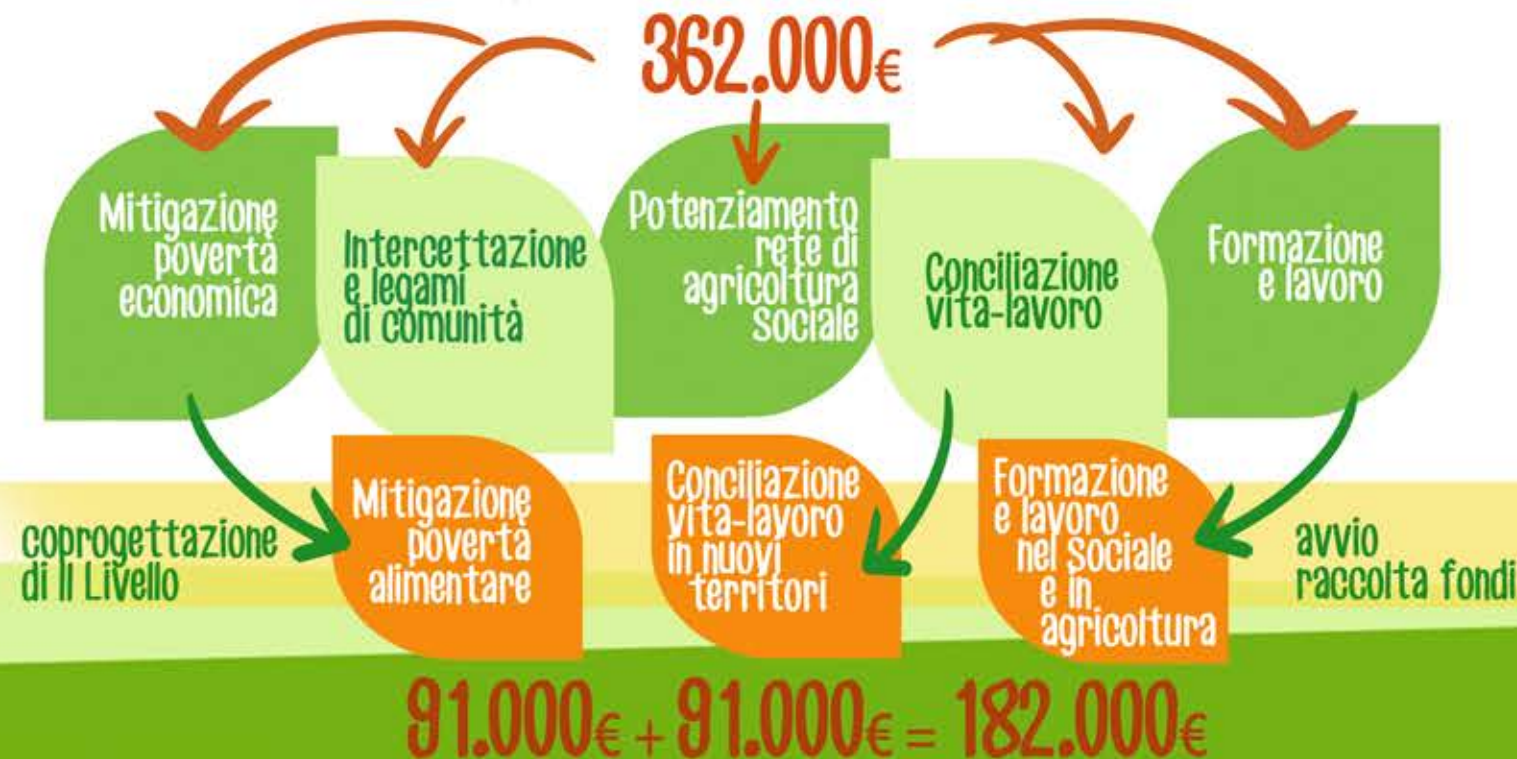 362.000€
Mitigazione
povertà
economica
Intercettazione
e legami
di comunità
Potenziamento
rete di
agricoltura
sociale
Conciliazione
vita-lavoro
Formazione
e lavoro
coprogettazione
di II Livello
Mitigazione
povertà
alimentare
Conciliazione
vita-lavoro
in nuovi
territori
Formazione
e lavoro
nel sociale
e in
agricoltura
avvio
raccolta fondi
91.000€ + 91.000€ = 182.000€